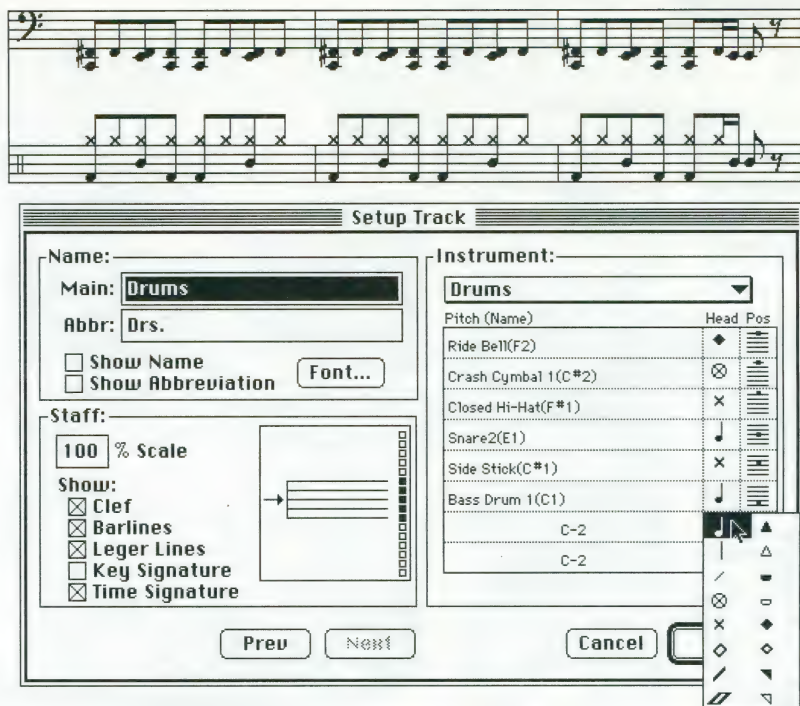 Setup Track
Name:
Main: Drums
Abbr: Drs.
Show Name
Show Abbreviation
Font...
Staff:
100 % Scale
Show:
Clef
Barlines
Leger Lines
Key Signature
Time Signature
Instrument:
Drums
Pitch (Name) Head Pos
Ride Bell(F2)
Crash Cymbal 1(C#2)
Closed Hi-Hat(F#1)
Snare2(E1)
Side Stick(C#1)
Bass Drum 1(C1)
C-2
C-2
Prev
Next
Cancel